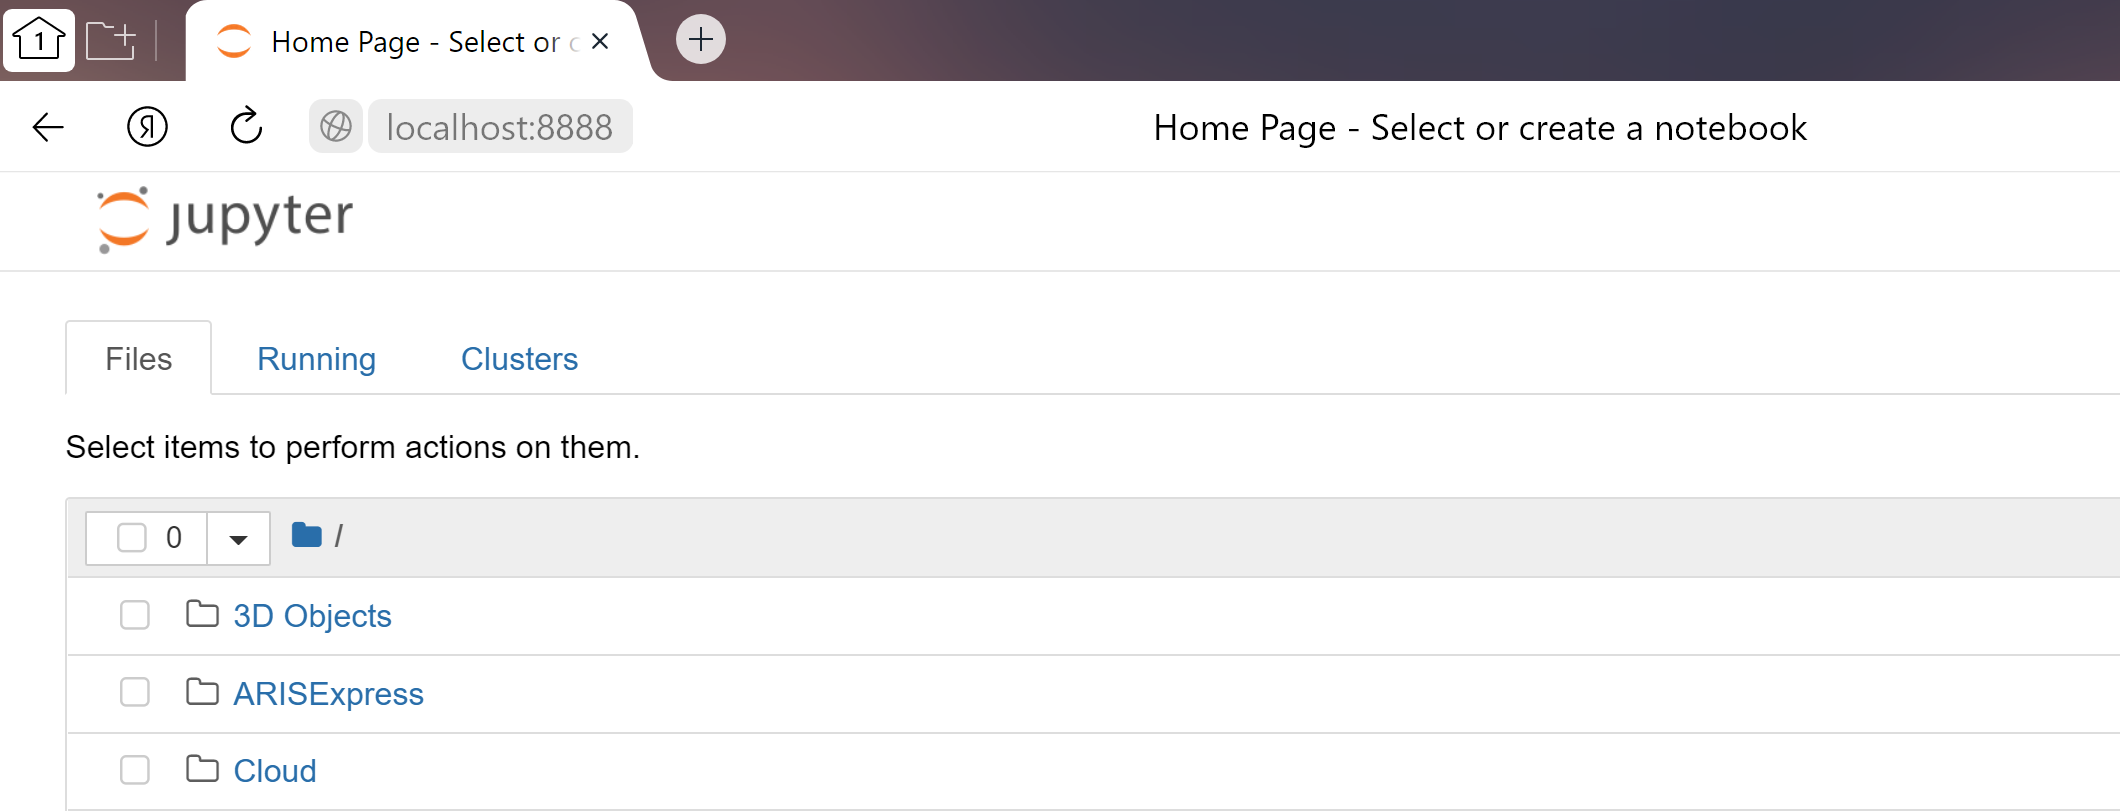 1
Home Page - Select or c
Я
localhost:8888
Home Page - Select or create a notebook
jupyter
Files
Running
Clusters
Select items to perform actions on them.
0
/
3D Objects
ARISExpress
Cloud